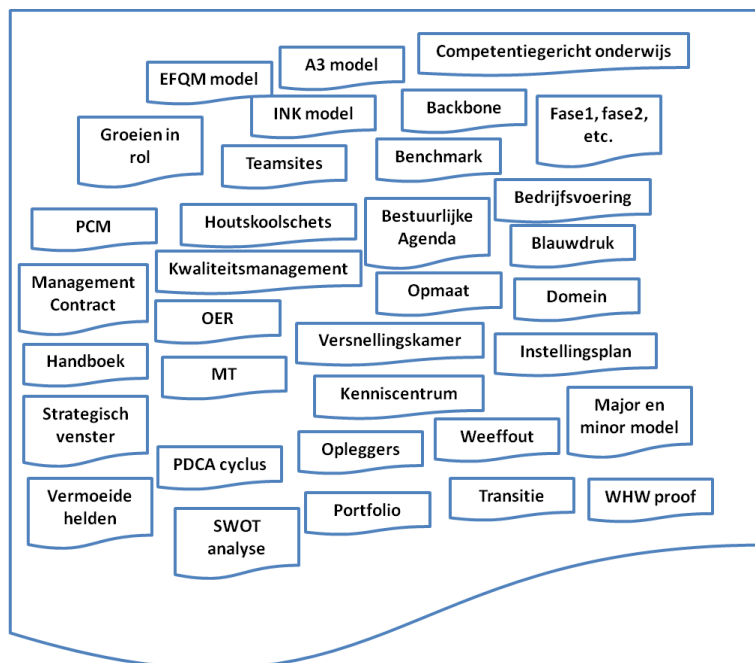 Competentiegericht onderwijs
A3 model
EFQM model
INK model
Backbone
Fase1, fase2,
etc.
Groeien in
rol
Teamsites
Benchmark
Bedrijfsvoering
PCM
Houtskoolschets
Bestuurlijke
Agenda
Blauwdruk
Kwaliteitsmanagement
Management
Contract
Opmaat
Domein
OER
Versnellingskamer
Instellingsplan
Handboek
MT
Kenniscentrum
Strategisch
venster
Major en
minor model
Weeffout
Opleggers
PDCA cyclus
Vermoeide
helden
Portfolio
Transitie
WHW proof
SWOT
analyse